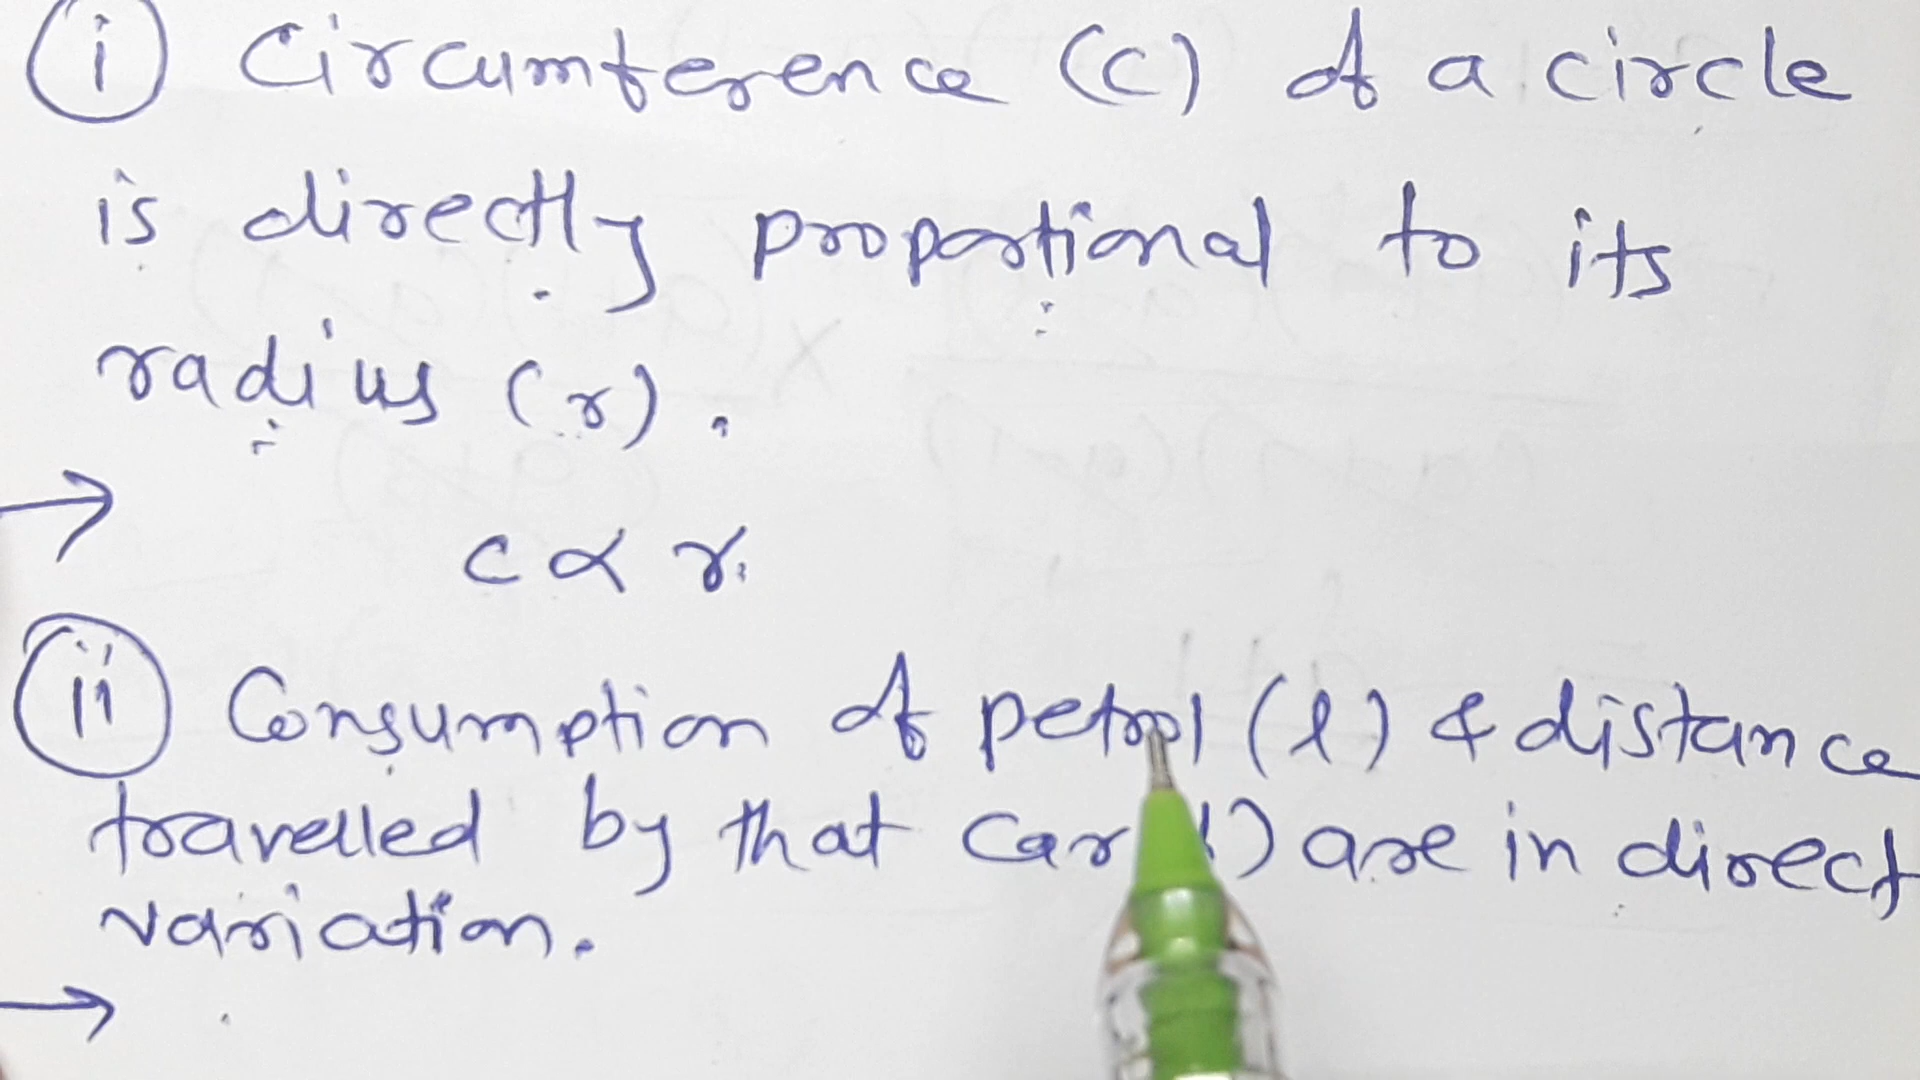 (i) Circumference (c) of a circle
is directly proportional to its
radius (r).
→
c ∝ r.
(ii) Consumption of petrol (l) & distance
travelled by that car ) are in direct
variation.
→